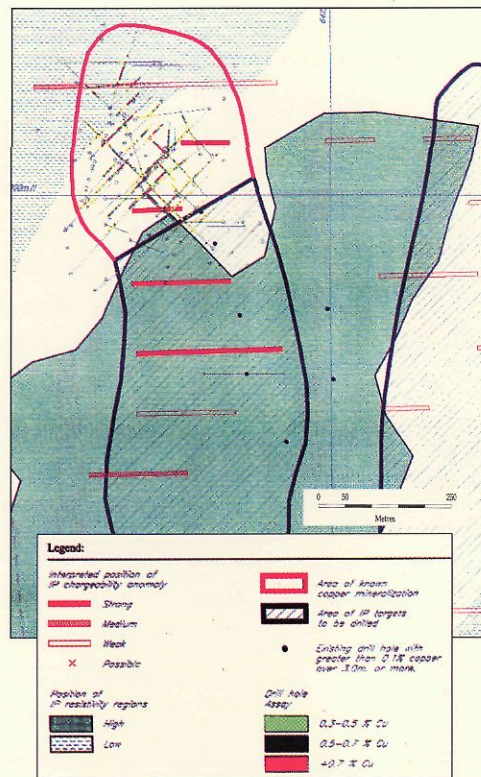 0 50 250
Metres
Legend:
Interpreted position of
IP chargeability anomaly
Strong
Medium
Weak
Possible
Position of
IP resistivity regions
High
Low
Area of known
copper mineralization
Area of IP targets
to be drilled
Existing drill hole with
greater than 0.1% copper
over 3.0m. or more.
Drill hole
Assay
0.3-0.5 % Cu
0.5-0.7 % Cu
+0.7 % Cu